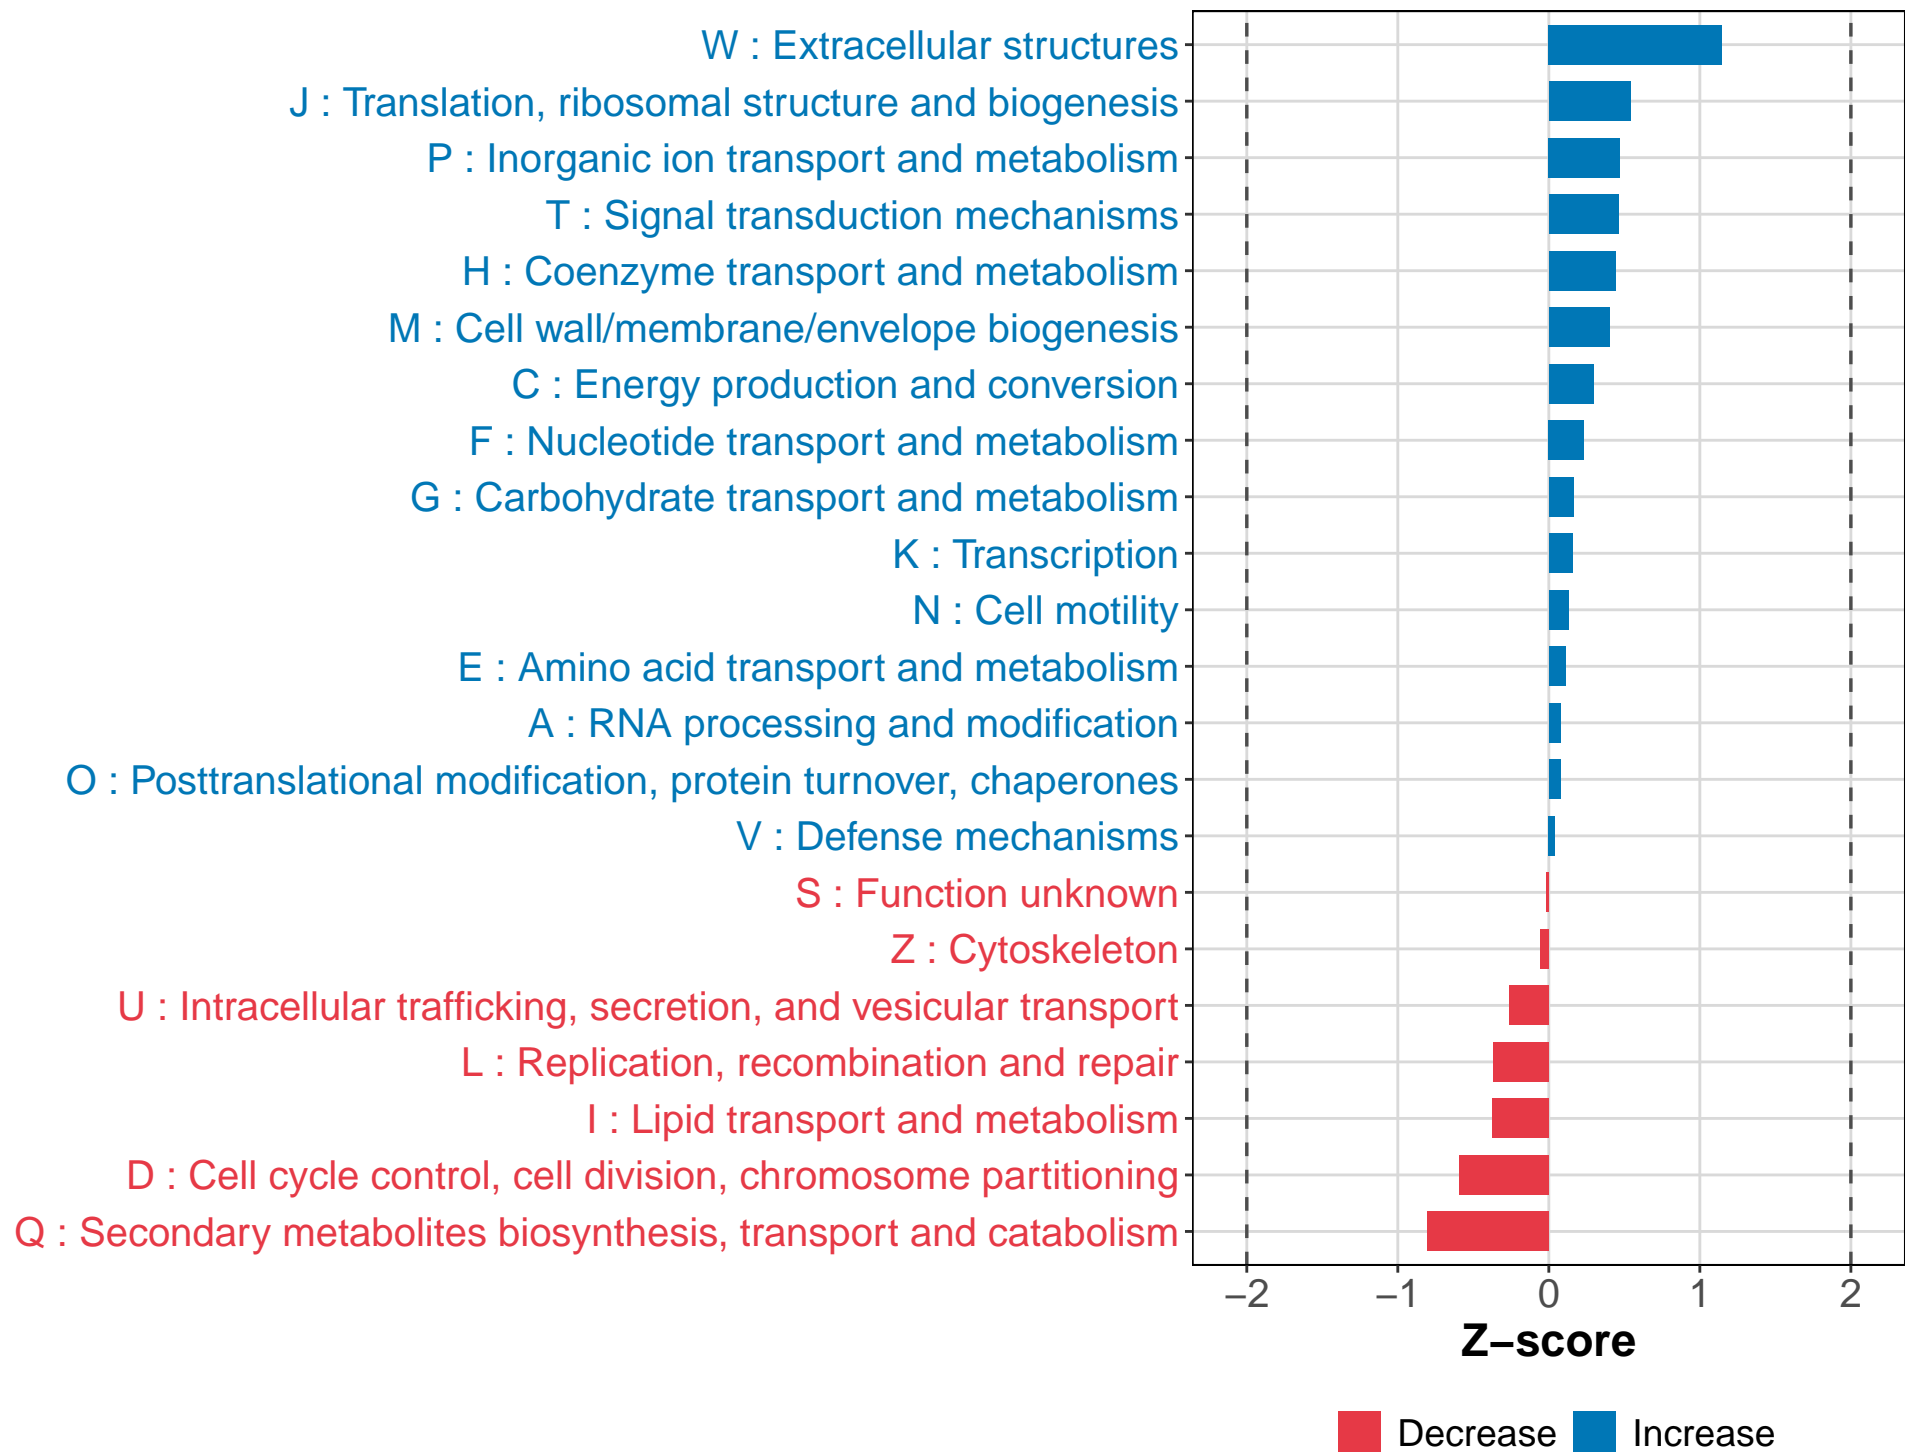 W : Extracellular structures
J : Translation, ribosomal structure and biogenesis
P : Inorganic ion transport and metabolism
T : Signal transduction mechanisms
H : Coenzyme transport and metabolism
M : Cell wall/membrane/envelope biogenesis
C : Energy production and conversion
F : Nucleotide transport and metabolism
G : Carbohydrate transport and metabolism
K : Transcription
N : Cell motility
E : Amino acid transport and metabolism
A : RNA processing and modification
O : Posttranslational modification, protein turnover, chaperones
V : Defense mechanisms
S : Function unknown
Z : Cytoskeleton
U : Intracellular trafficking, secretion, and vesicular transport
L : Replication, recombination and repair
I : Lipid transport and metabolism
D : Cell cycle control, cell division, chromosome partitioning
Q : Secondary metabolites biosynthesis, transport and catabolism
−2 −1 0 1 2
Z−score
Decrease Increase